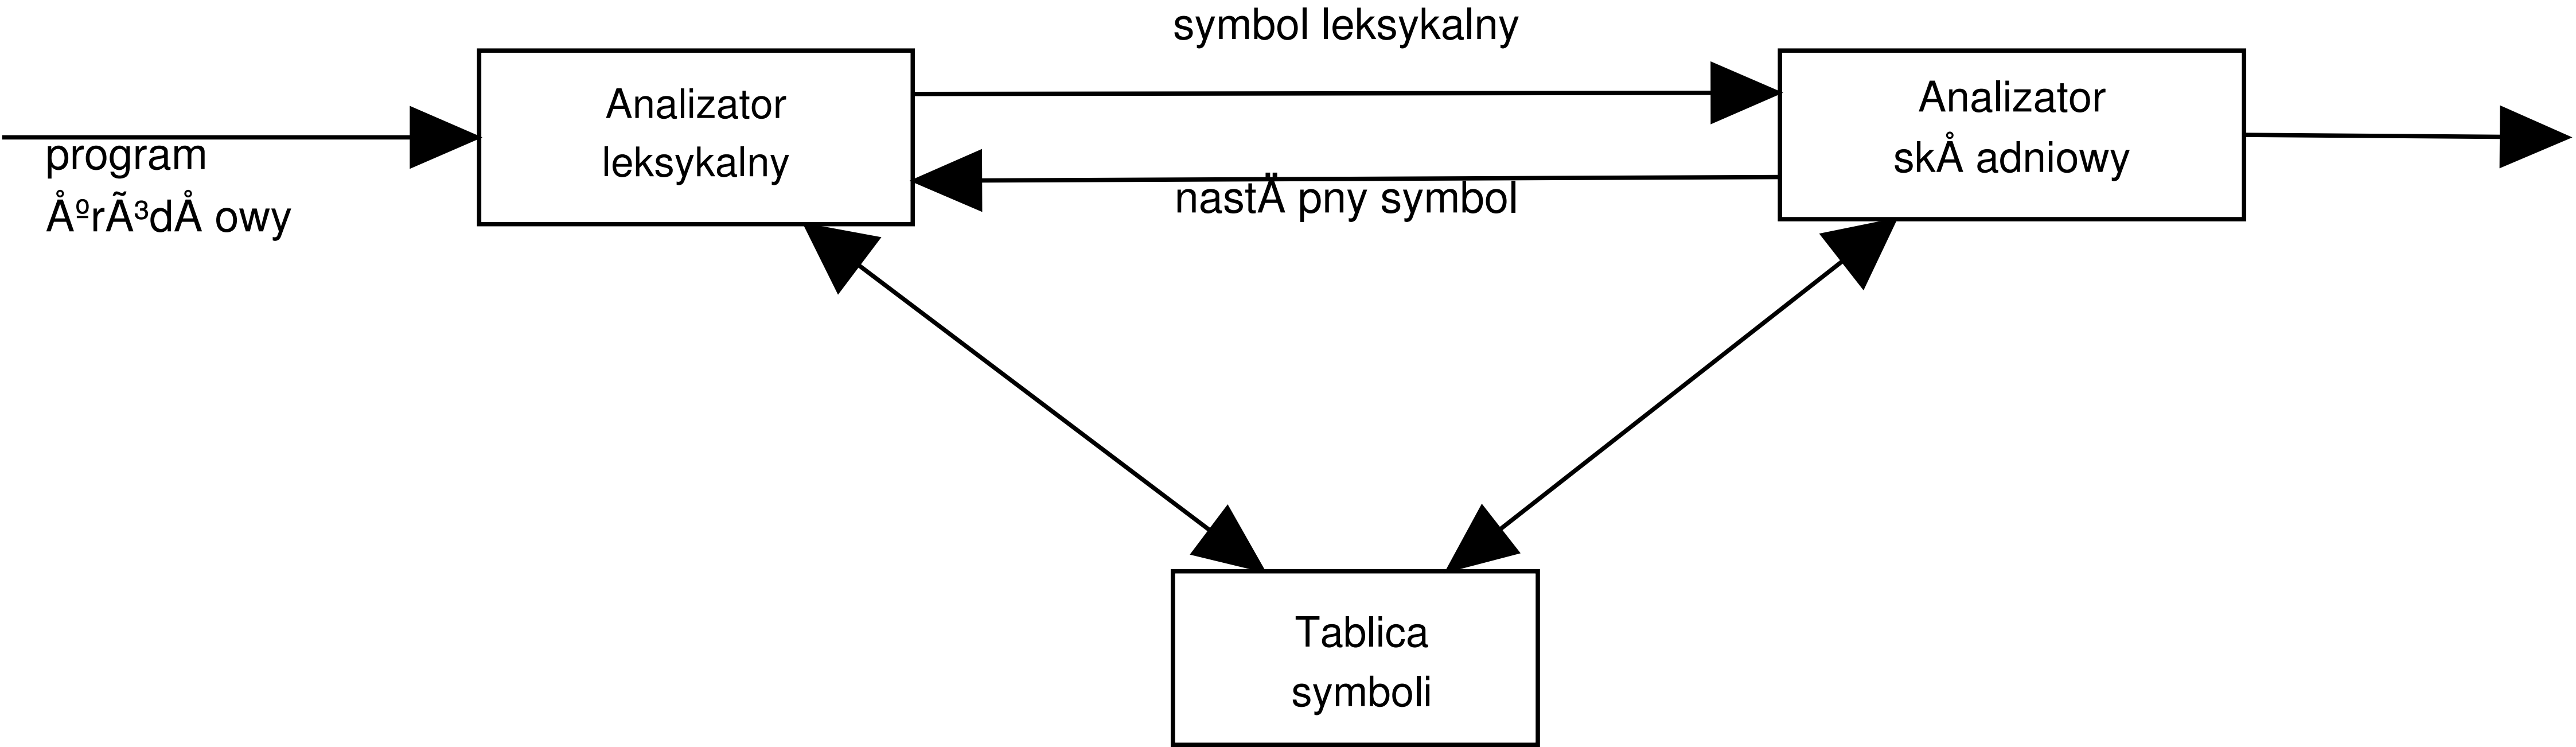 symbol leksykalny
Analizator
leksykalny
Analizator
skÅ adniowy
program
ÅºrÃ³dÅ owy
nastÄ pny symbol
Tablica
symboli